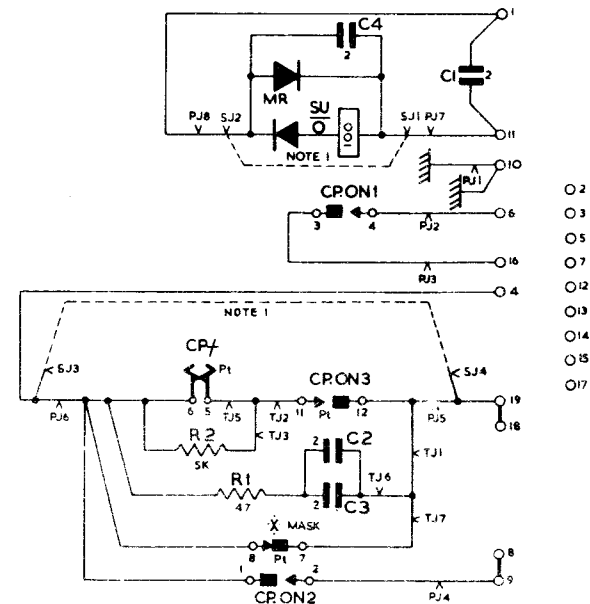 1
C4
2
C1 2
MR
SU
O
100
PJ8 SJ2 SJ1 PJ7
11
NOTE 1
10
PJ1
CP.ON1
3 4 PJ2 6
16
PJ3
4
2
3
5
7
12
13
14
15
17
NOTE 1
SJ3 SJ4
CP/
Pt
CP.ON3
PJ6 6 5 TJ5 TJ2 11 Pt 12 PJ5 19
TJ3
18
R2
5K
2 C2
TJ1
R1
47
2 C3
TJ6
TJ7
X MASK
8 Pt 7
8
1 2
9
CP.ON2
PJ4